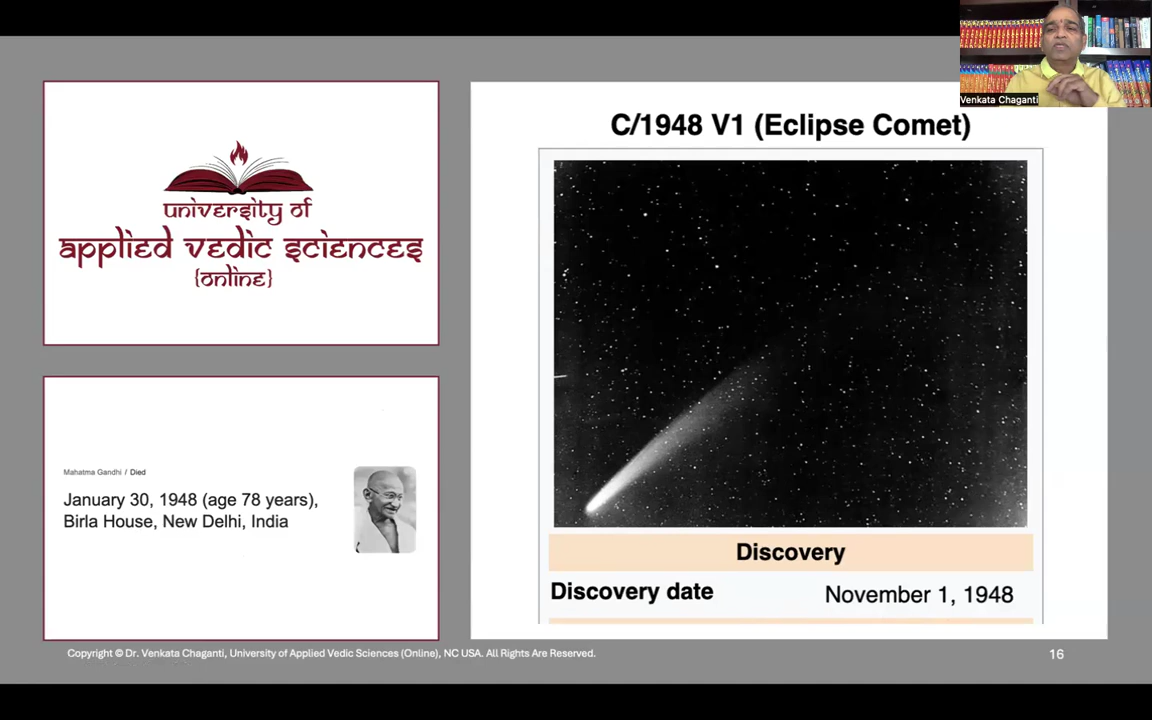 Venkata Chaganti
university of
applied vedic sciences
{online}
C/1948 V1 (Eclipse Comet)
Mahatma Gandhi / Died
January 30, 1948 (age 78 years),
Birla House, New Delhi, India
Discovery
Discovery date November 1, 1948
Copyright © Dr. Venkata Chaganti, University of Applied Vedic Sciences (Online), NC USA. All Rights Are Reserved.
16